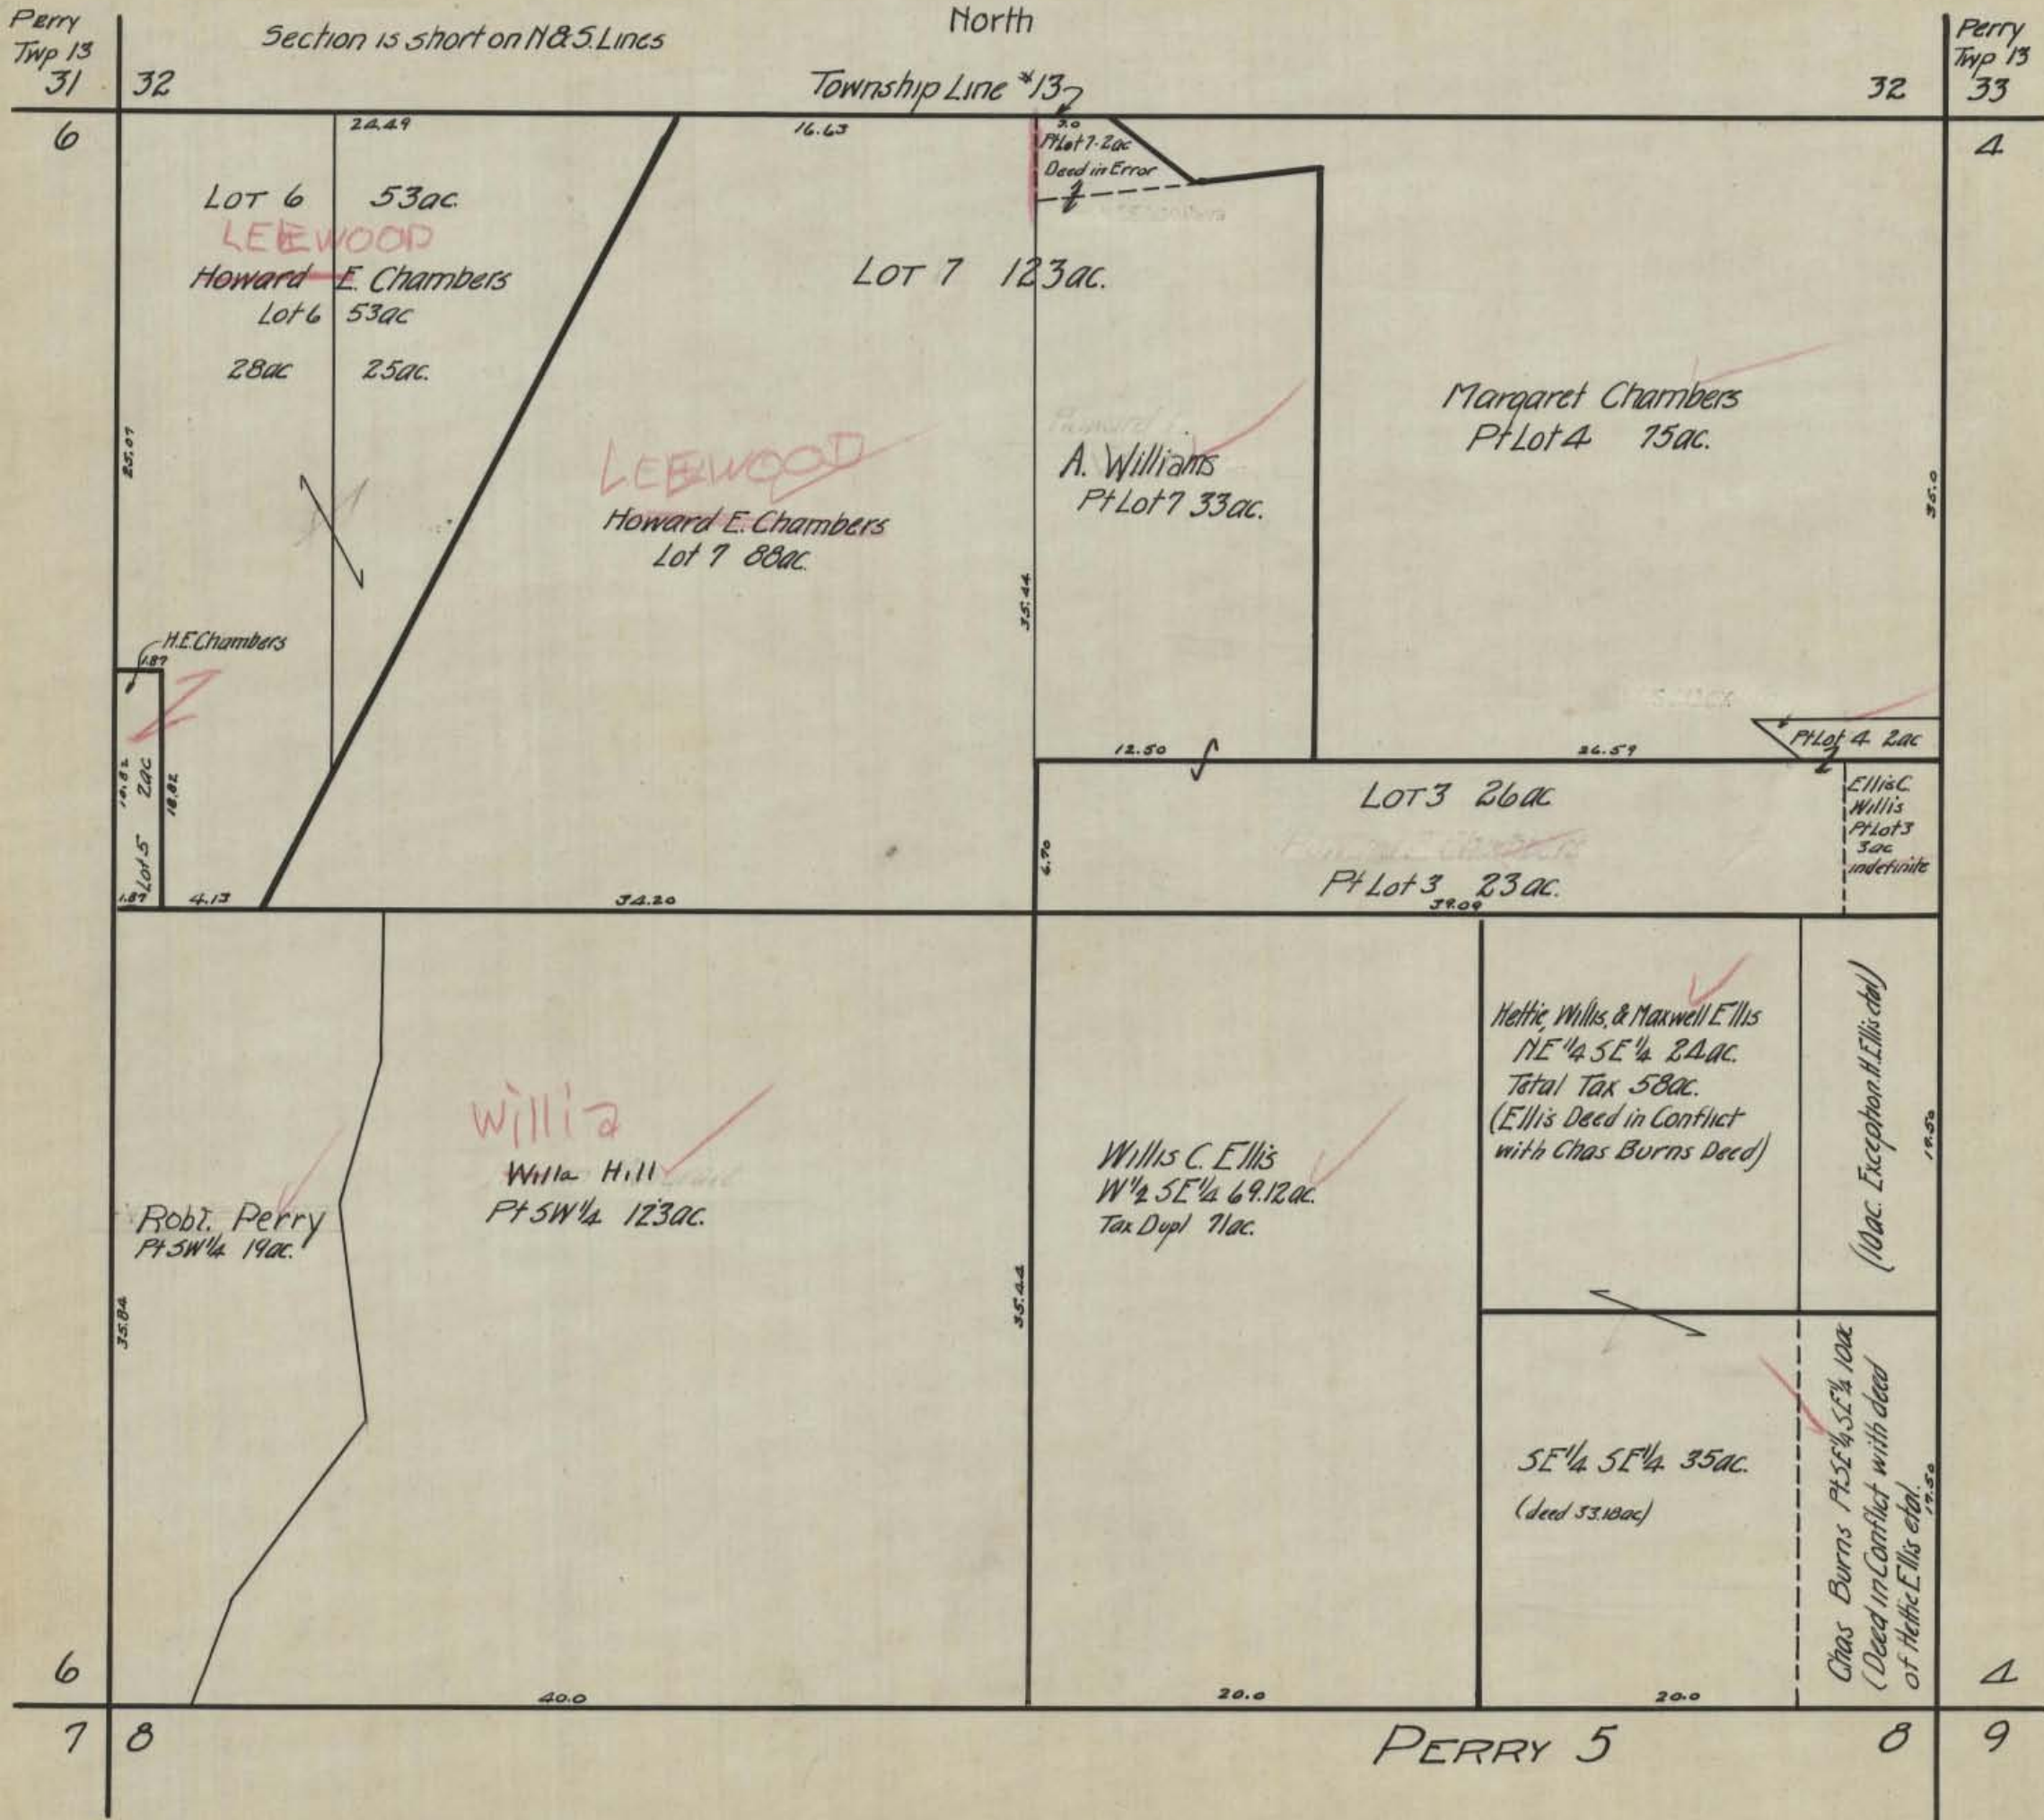 Perry
Twp 13
31
32
Section is short on N&S. Lines
North
Township Line #13
32
Perry
Twp 13
33
6
24.49
16.63
3.0
Pt Lot 7-2ac
Deed in Error
4
LOT 6 53ac.
LEEWOOD
Howard E. Chambers
Lot 6 53ac
28ac 25ac.
25.07
LOT 7 123ac.
LEEWOOD
Howard E. Chambers
Lot 7 88ac.
35.44
A. Williams
Pt Lot 7 33ac.
Margaret Chambers
Pt Lot 4 75ac.
35.0
H.E. Chambers
1.87
18.82
Lot 5 2ac
18.82
1.87
4.13
34.20
12.50
26.59
Pt Lot 4 2ac
LOT 3 26ac
6.70
Pt Lot 3 23ac.
39.09
Ellis C.
Willis
Pt Lot 3
3ac
indefinite
Robt. Perry
Pt SW 1/4 19ac.
35.84
Willia
Willa Hill
Pt SW 1/4 123ac.
35.44
Willis C. Ellis
W 1/2 SE 1/4 69.12ac.
Tax Dupl 71ac.
Hettie, Willis, & Maxwell Ellis
NE 1/4 SE 1/4 24ac.
Total Tax 58ac.
(Ellis Deed in Conflict
with Chas Burns Deed)
(10ac. Exception. H. Ellis etal)
17.50
SE 1/4 SE 1/4 35ac.
(deed 33.18ac)
Chas Burns Pt SE 1/4 SE 1/4 10ac
(Deed in Conflict with deed
of Hettie Ellis etal.
17.50
6
40.0
20.0
20.0
4
7
8
PERRY 5
8
9